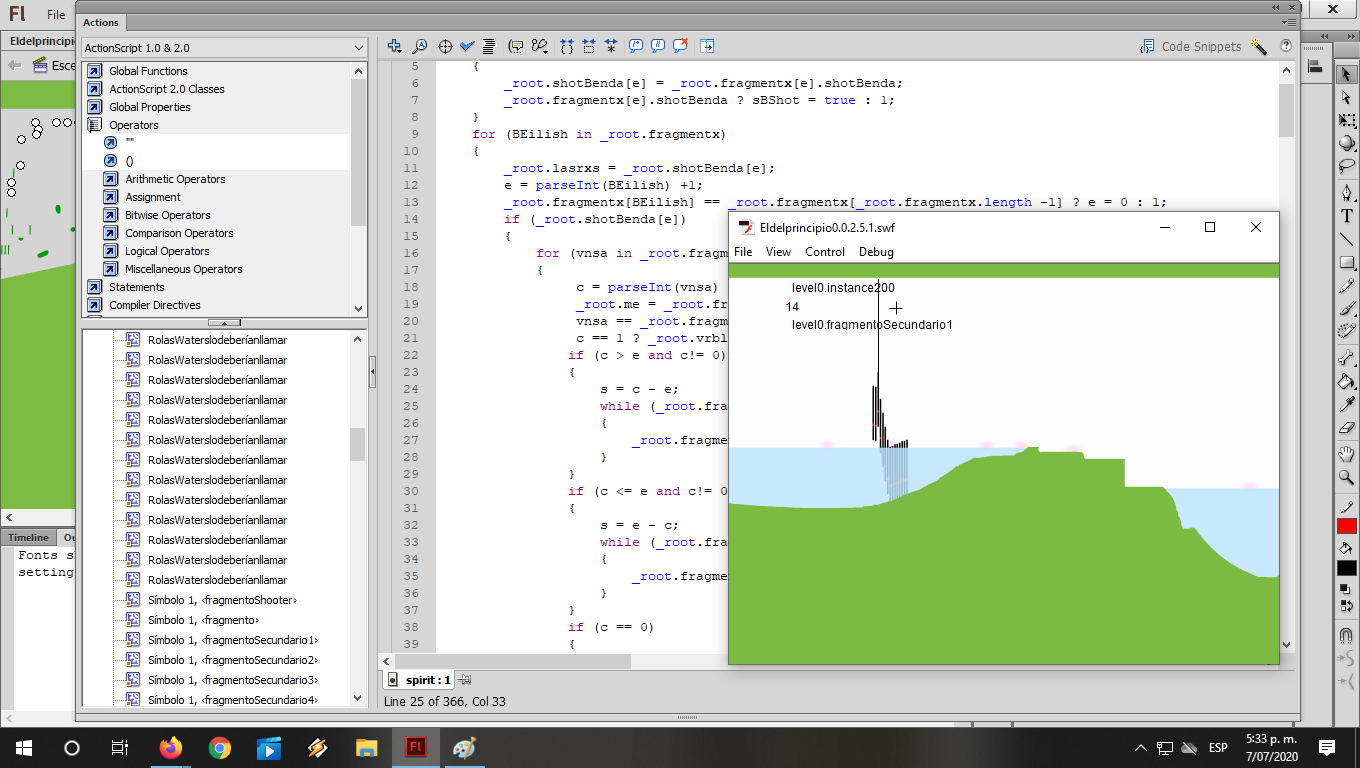 Fl File
Actions
ActionScript 1.0 & 2.0
Code Snippets
Eldelprincipio
Esce
Global Functions
ActionScript 2.0 Classes
Global Properties
Operators
""
()
Arithmetic Operators
Assignment
Bitwise Operators
Comparison Operators
Logical Operators
Miscellaneous Operators
Statements
Compiler Directives
RolasWaterslodeberíanllamar
RolasWaterslodeberíanllamar
RolasWaterslodeberíanllamar
RolasWaterslodeberíanllamar
RolasWaterslodeberíanllamar
RolasWaterslodeberíanllamar
RolasWaterslodeberíanllamar
RolasWaterslodeberíanllamar
RolasWaterslodeberíanllamar
RolasWaterslodeberíanllamar
RolasWaterslodeberíanllamar
RolasWaterslodeberíanllamar
RolasWaterslodeberíanllamar
Símbolo 1, <fragmentoShooter>
Símbolo 1, <fragmento>
Símbolo 1, <fragmentoSecundario1>
Símbolo 1, <fragmentoSecundario2>
Símbolo 1, <fragmentoSecundario3>
Símbolo 1, <fragmentoSecundario4>
Timeline Ou
Fonts s
setting
5 {
6 _root.shotBenda[e] = _root.fragmentx[e].shotBenda;
7 _root.fragmentx[e].shotBenda ? sBShot = true : 1;
8 }
9 for (BEilish in _root.fragmentx)
10 {
11 _root.lasrxs = _root.shotBenda[e];
12 e = parseInt(BEilish) +1;
13 _root.fragmentx[BEilish] == _root.fragmentx[_root.fragmentx.length -1] ? e = 0 : 1;
14 if (_root.shotBenda[e])
15 {
16 for (vnsa in _root.fragm
17 {
18 c = parseInt(vnsa)
19 _root.me = _root.fr
20 vnsa == _root.fragm
21 c == 1 ? _root.vrbl
22 if (c > e and c!= 0)
23 {
24 s = c - e;
25 while (_root.fra
26 {
27 _root.fragme
28 }
29 }
30 if (c <= e and c!= 0
31 {
32 s = e - c;
33 while (_root.fra
34 {
35 _root.fragme
36 }
37 }
38 if (c == 0)
39 {
spirit : 1
Line 25 of 366, Col 33
Eldelprincipio0.0.2.5.1.swf
File View Control Debug
level0.instance200
14
level0.fragmentoSecundario1
Fl
ESP
5:33 p. m.
7/07/2020